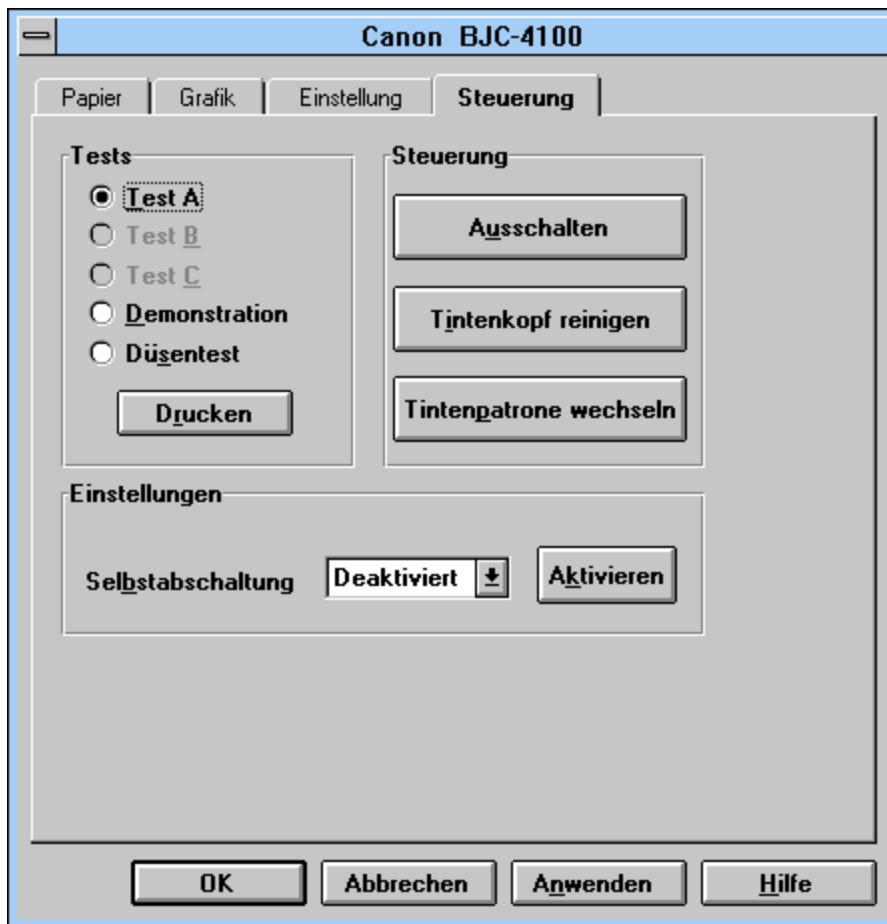 Canon BJC-4100
Papier Grafik Einstellung Steuerung
Tests
Test A
Test B
Test C
Demonstration
Düsentest
Drucken
Steuerung
Ausschalten
Tintenkopf reinigen
Tintenpatrone wechseln
Einstellungen
Selbstabschaltung Deaktiviert Aktivieren
OK Abbrechen Anwenden Hilfe